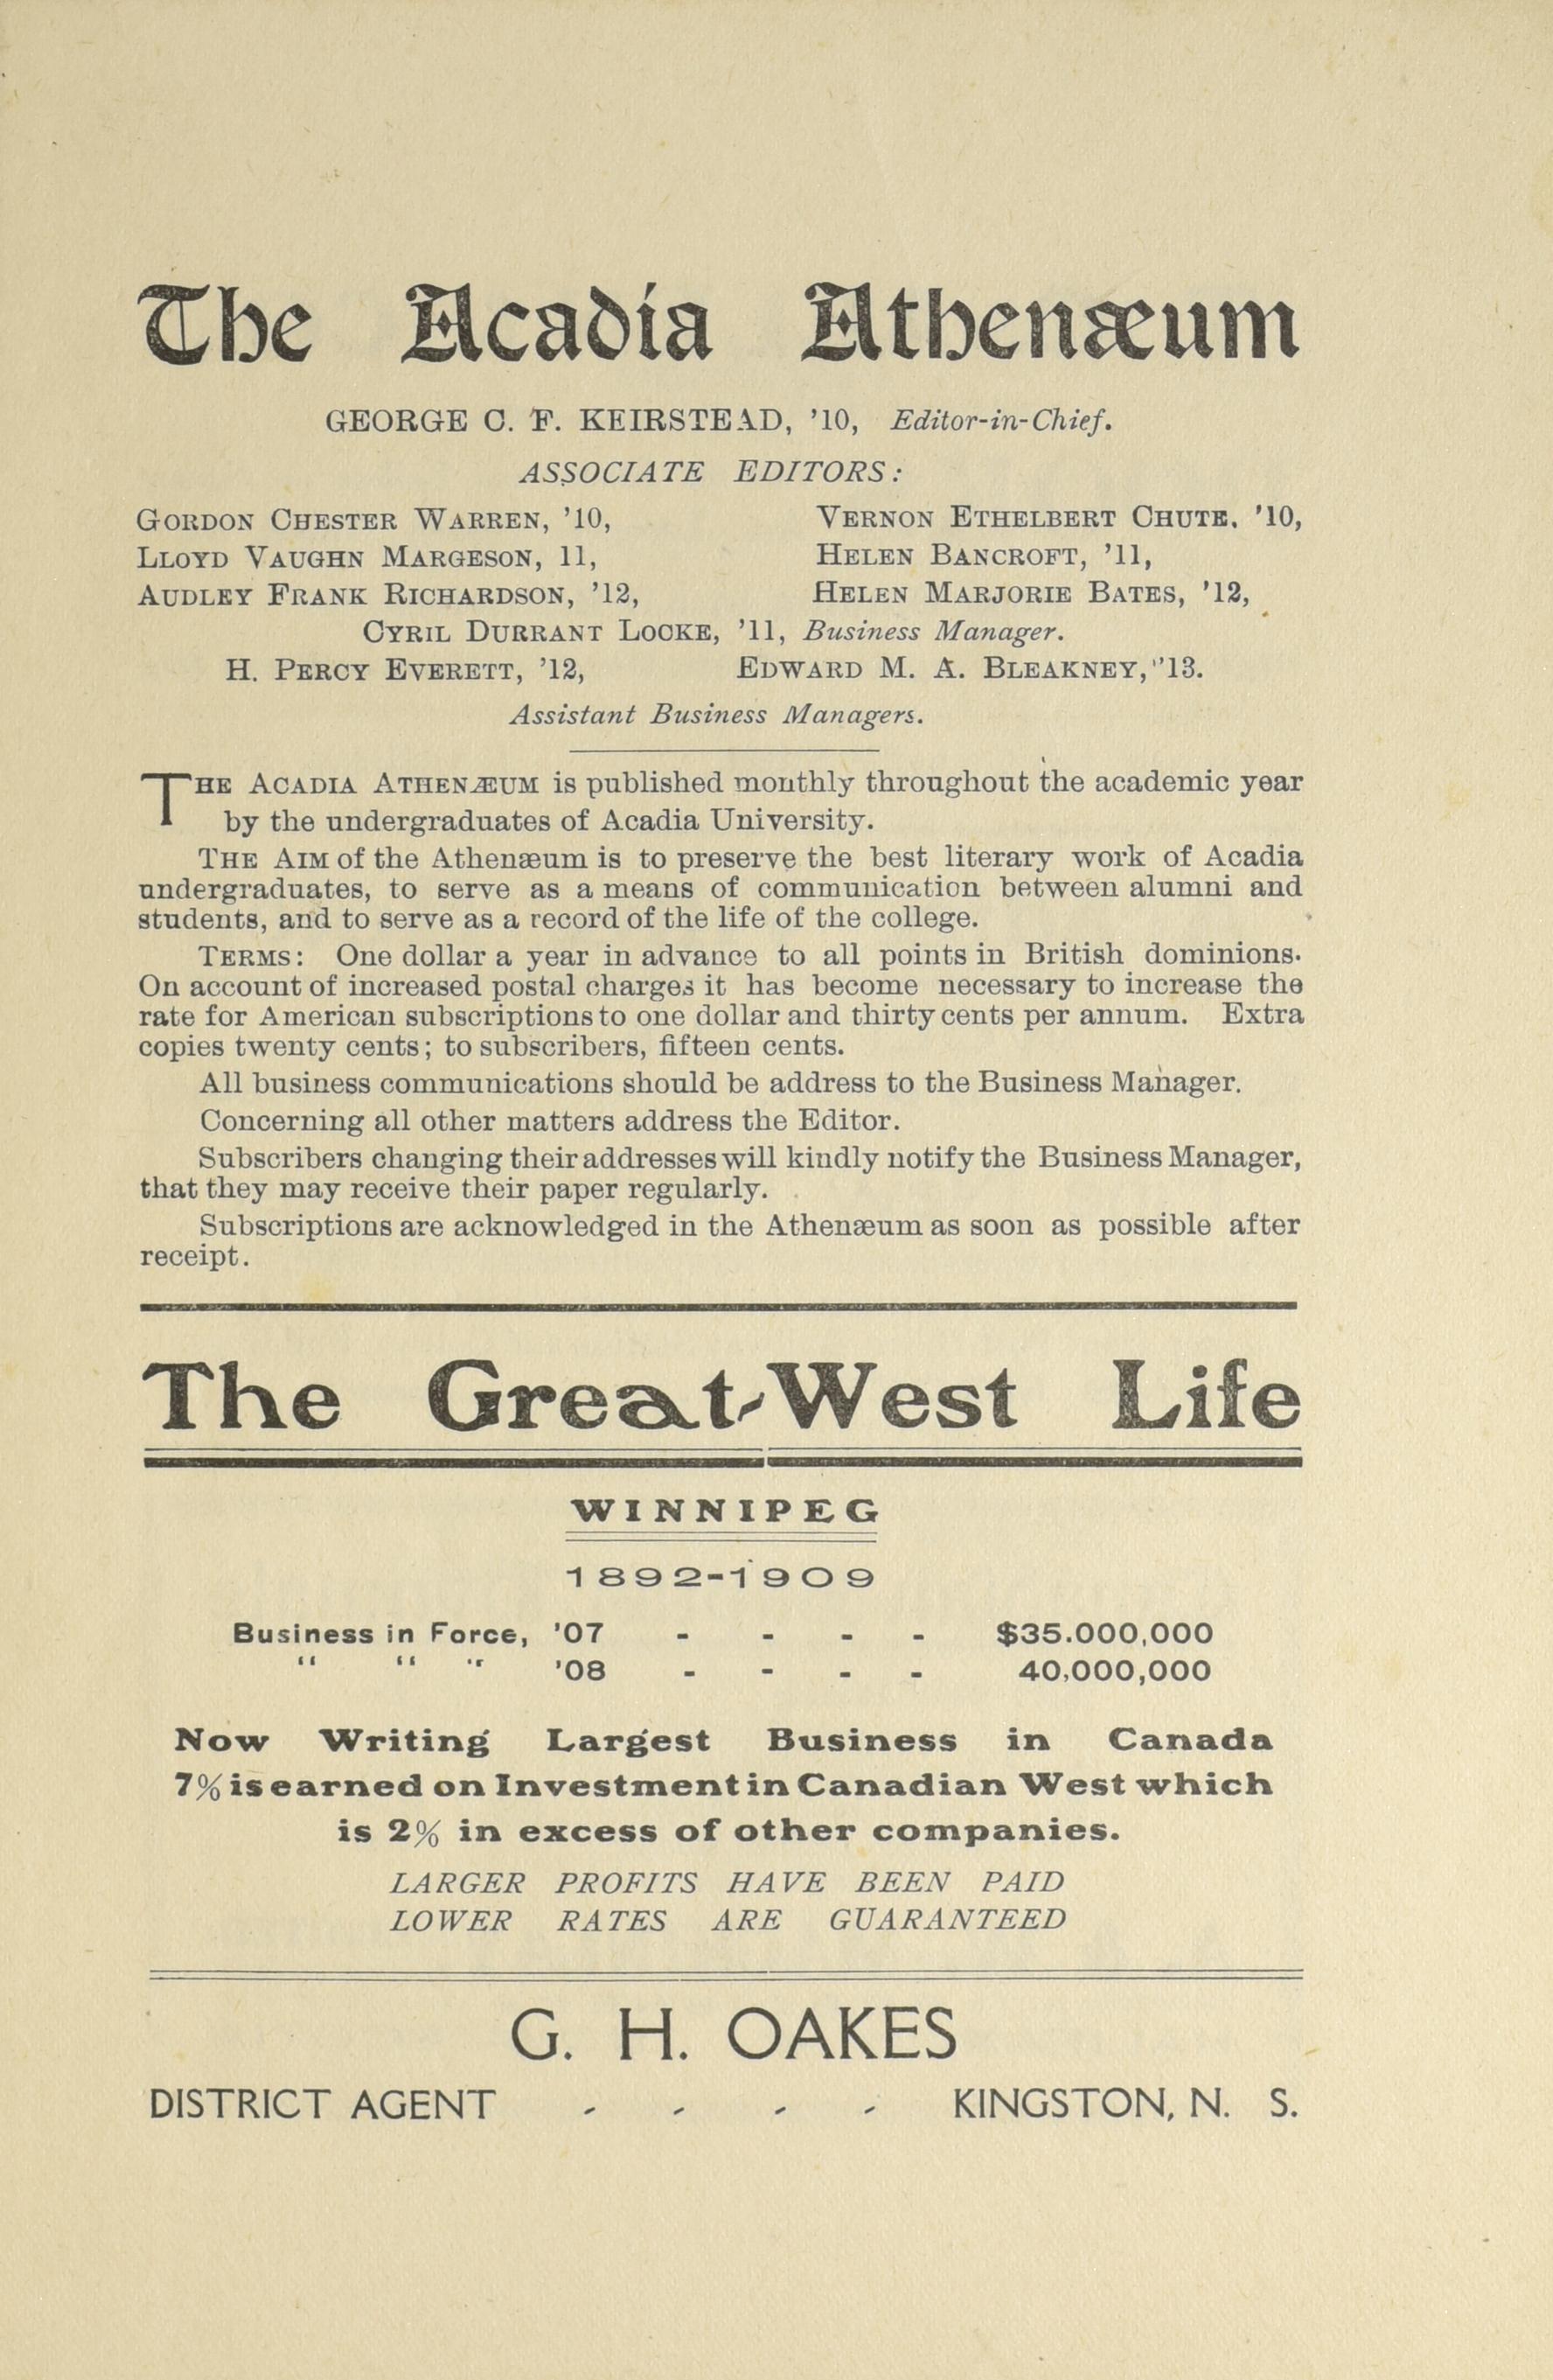 The Acadia Athenæum
GEORGE C. F. KEIRSTEAD, '10, Editor-in-Chief.
ASSOCIATE EDITORS:
GORDON CHESTER WARREN, '10, VERNON ETHELBERT CHUTE. '10,
LLOYD VAUGHN MARGESON, 11, HELEN BANCROFT, '11,
AUDLEY FRANK RICHARDSON, '12, HELEN MARJORIE BATES, '12,
CYRIL DURRANT LOCKE, '11, Business Manager.
H. PERCY EVERETT, '12, EDWARD M. A. BLEAKNEY, '13.
Assistant Business Managers.
THE ACADIA ATHENÆUM is published monthly throughout the academic year
by the undergraduates of Acadia University.
THE AIM of the Athenæum is to preserve the best literary work of Acadia
undergraduates, to serve as a means of communication between alumni and
students, and to serve as a record of the life of the college.
TERMS: One dollar a year in advance to all points in British dominions.
On account of increased postal charges it has become necessary to increase the
rate for American subscriptions to one dollar and thirty cents per annum. Extra
copies twenty cents; to subscribers, fifteen cents.
All business communications should be address to the Business Manager.
Concerning all other matters address the Editor.
Subscribers changing their addresses will kindly notify the Business Manager,
that they may receive their paper regularly.
Subscriptions are acknowledged in the Athenæum as soon as possible after
receipt.
The Great-West Life
WINNIPEG
1892-1909
Business in Force, '07 - - - - $35.000,000
" " " '08 - - - - 40,000,000
Now Writing Largest Business in Canada
7% is earned on Investment in Canadian West which
is 2% in excess of other companies.
LARGER PROFITS HAVE BEEN PAID
LOWER RATES ARE GUARANTEED
G. H. OAKES
DISTRICT AGENT - - - - KINGSTON, N. S.